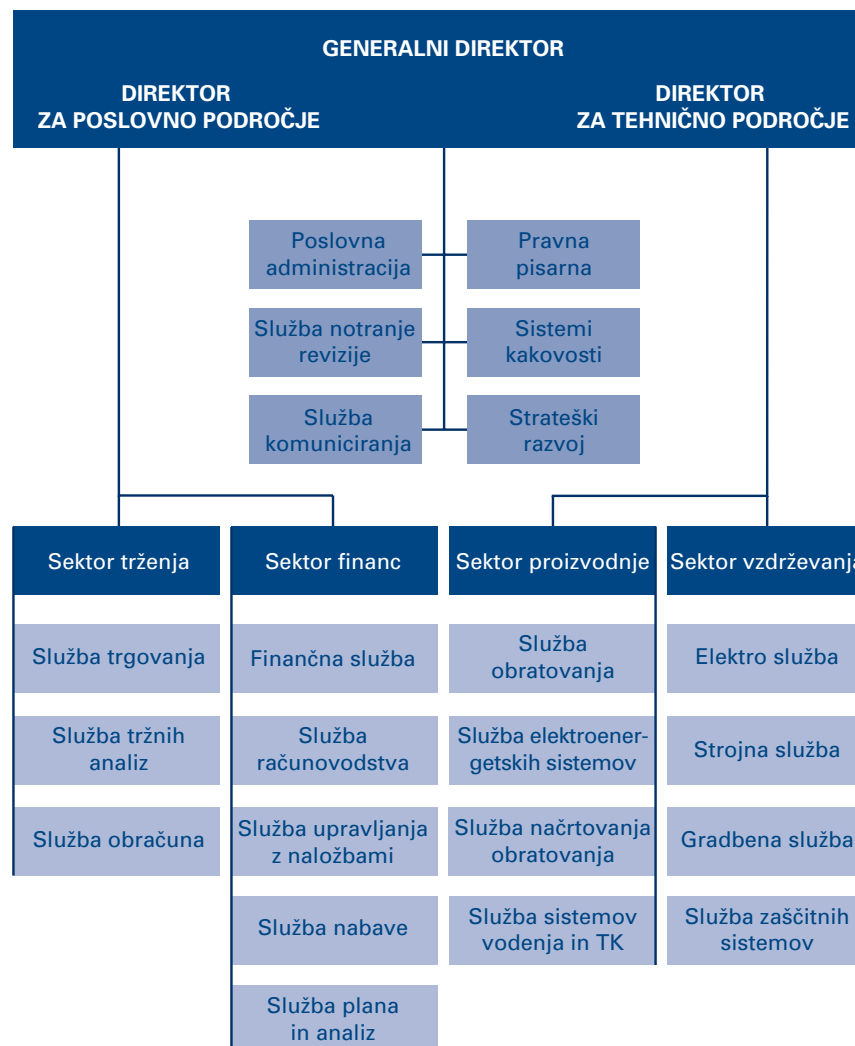 GENERALNI DIREKTOR
DIREKTOR
ZA POSLOVNO PODROČJE
DIREKTOR
ZA TEHNIČNO PODROČJE
Poslovna
administracija
Pravna
pisarna
Služba notranje
revizije
Sistemi
kakovosti
Služba
komuniciranja
Strateški
razvoj
Sektor trženja
Sektor financ
Sektor proizvodnje
Sektor vzdrževanja
Služba trgovanja
Služba tržnih
analiz
Služba obračuna
Finančna služba
Služba
računovodstva
Služba upravljanja
z naložbami
Služba nabave
Služba plana
in analiz
Služba
obratovanja
Služba elektroener-
getskih sistemov
Služba načrtovanja
obratovanja
Služba sistemov
vodenja in TK
Elektro služba
Strojna služba
Gradbena služba
Služba zaščitnih
sistemov